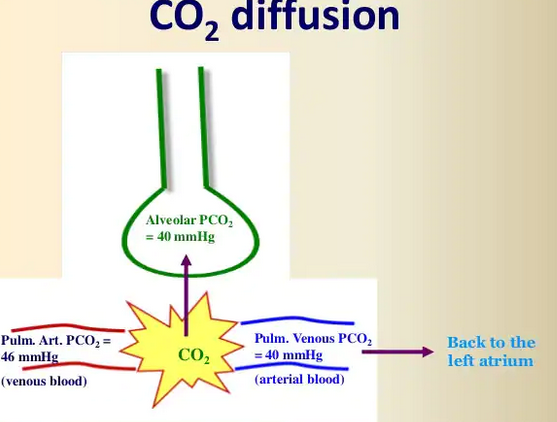 CO₂ diffusion
Alveolar PCO₂
= 40 mmHg
Pulm. Art. PCO₂ =
46 mmHg
(venous blood)
CO₂
Pulm. Venous PCO₂
= 40 mmHg
(arterial blood)
Back to the
left atrium